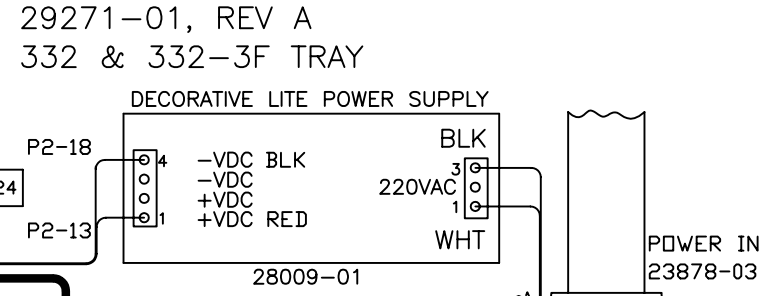 29271-01, REV A
332 & 332-3F TRAY
DECORATIVE LITE POWER SUPPLY
P2-18
4 -VDC BLK
-VDC
+VDC
1 +VDC RED
P2-13
24
BLK
3
220VAC
1
WHT
28009-01
POWER IN
23878-03